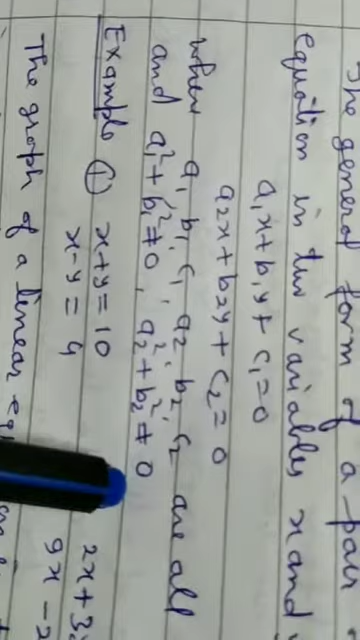 The general form of a pair
equation in two variables x and
a₁x + b₁y + c₁ = 0
a₂x + b₂y + c₂ = 0
when a₁ b₁ c₁, a₂, b₂, c₂ are all
and a₁² + b₁² ≠ 0, a₂² + b₂² ≠ 0
Example ① x+y = 10 2x + 3
x-y = 4 9x -
The graph of a linear eq